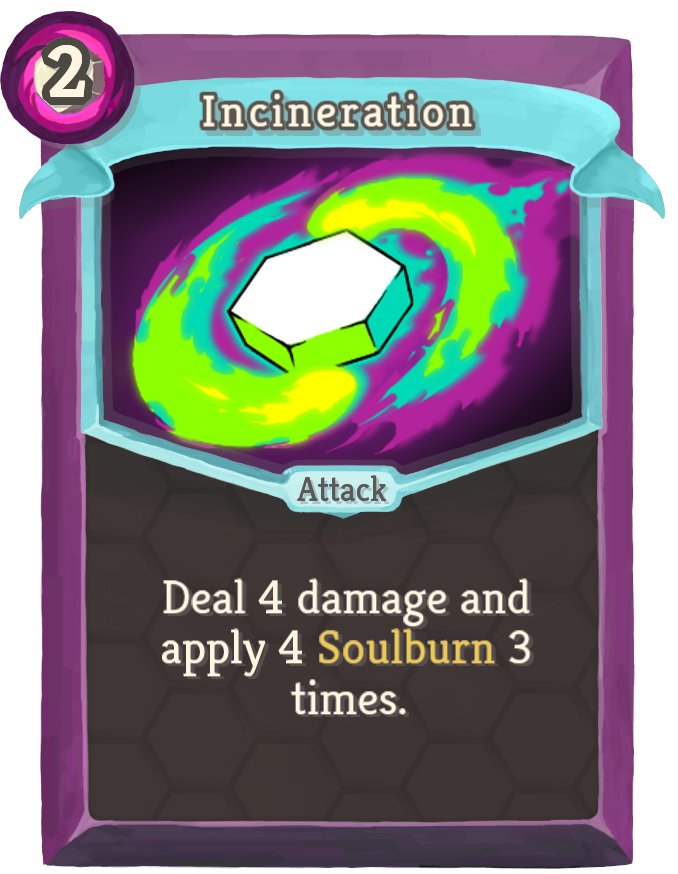 2
Incineration
Attack
Deal 4 damage and
apply 4 Soulburn 3
times.